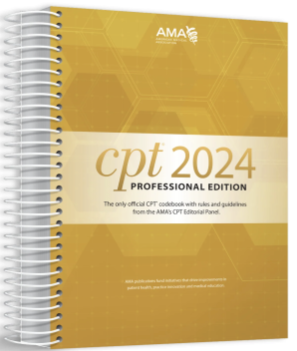 AMA
cpt® 2024
PROFESSIONAL EDITION
The only official CPT® codebook with rules and guidelines
from the AMA's CPT Editorial Panel.